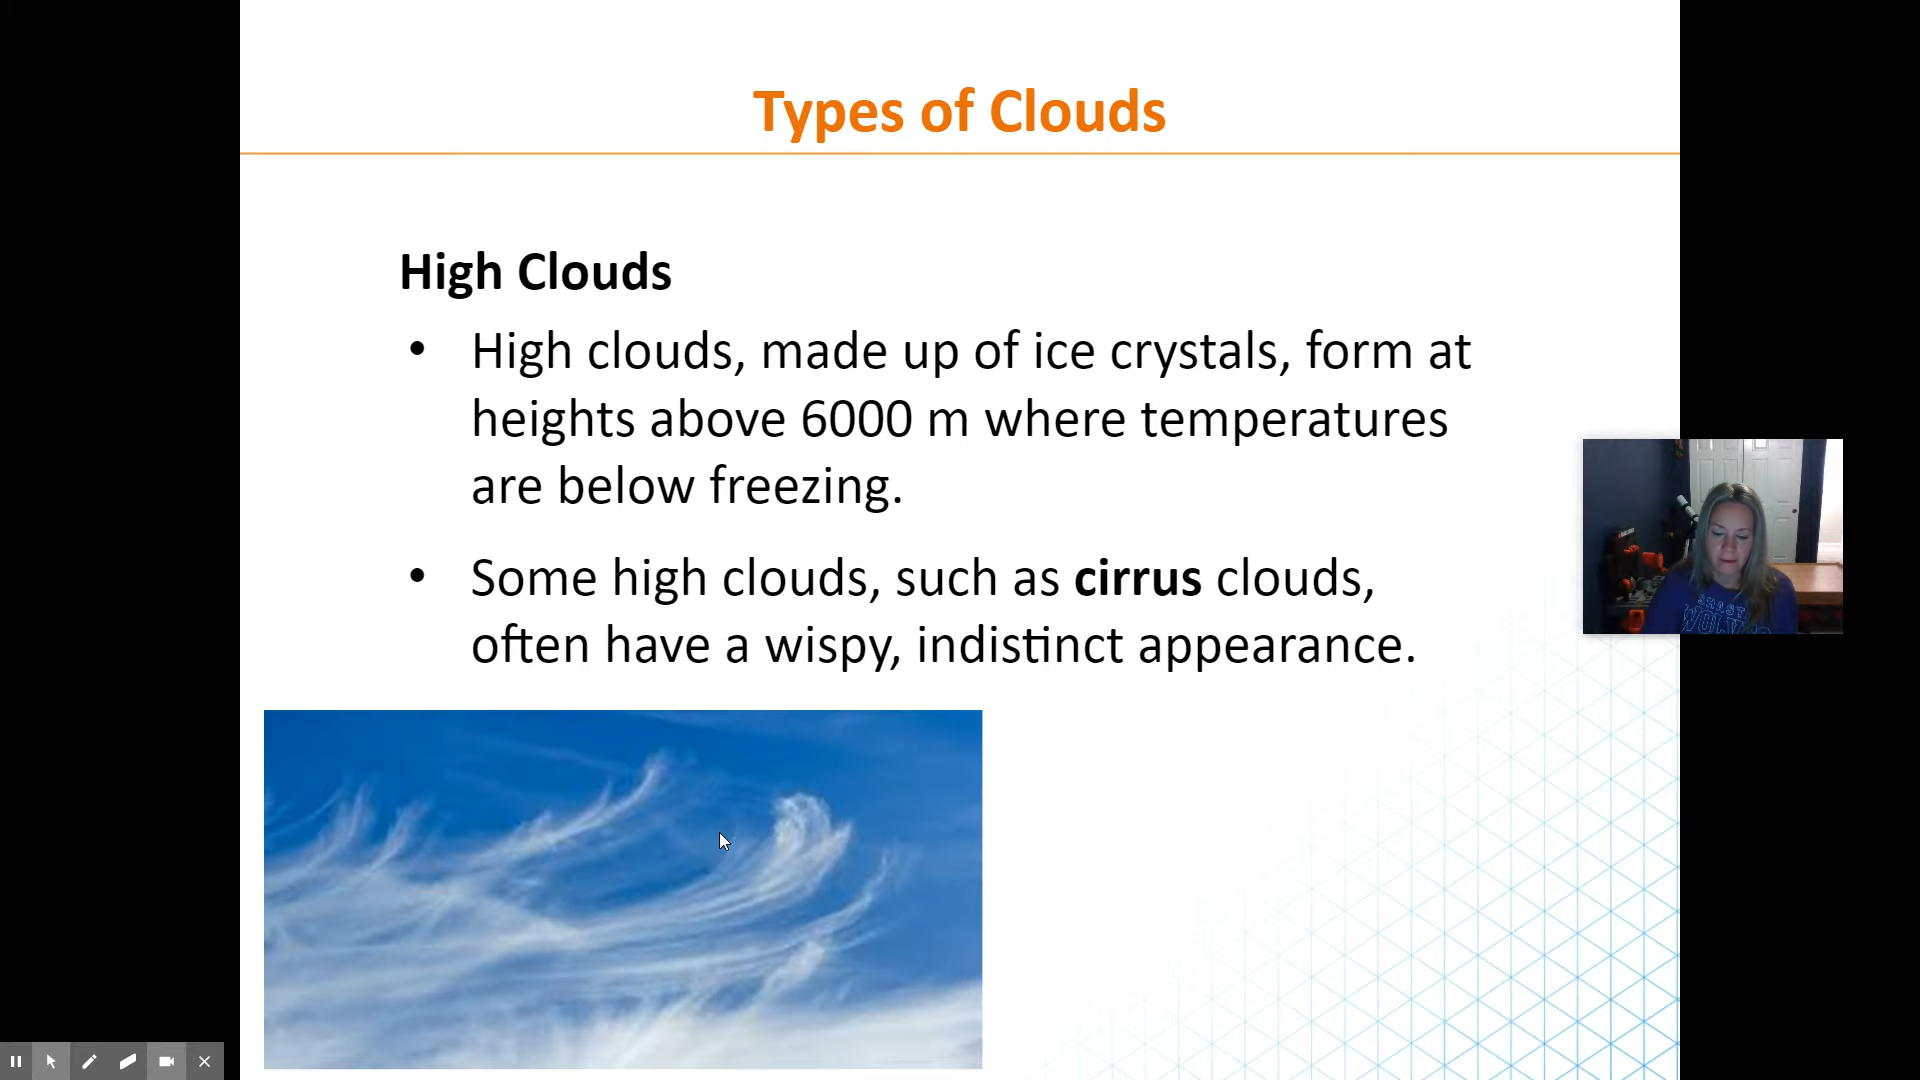 Types of Clouds
High Clouds
• High clouds, made up of ice crystals, form at
heights above 6000 m where temperatures
are below freezing.
• Some high clouds, such as cirrus clouds,
often have a wispy, indistinct appearance.